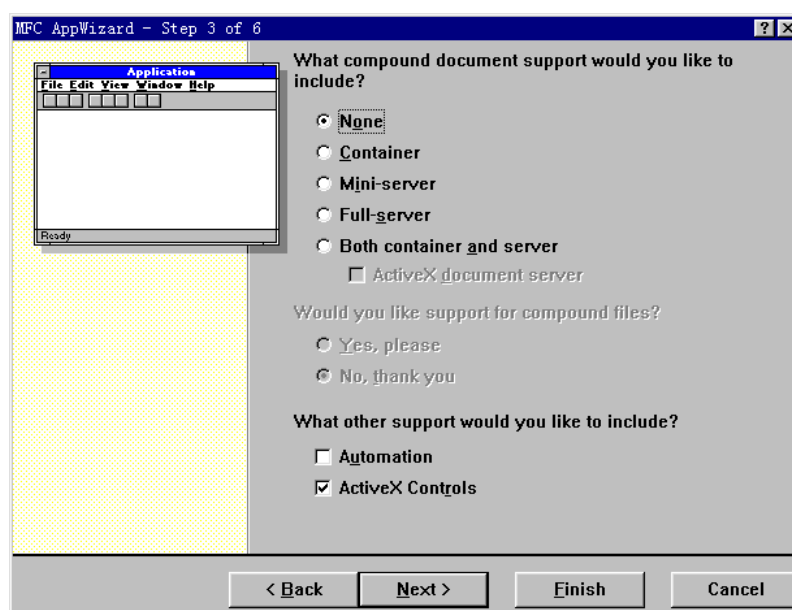 MFC AppWizard - Step 3 of 6
Application
File Edit View Window Help
Ready
What compound document support would you like to
include?
None
Container
Mini-server
Full-server
Both container and server
ActiveX document server
Would you like support for compound files?
Yes, please
No, thank you
What other support would you like to include?
Automation
ActiveX Controls
< Back Next > Finish Cancel